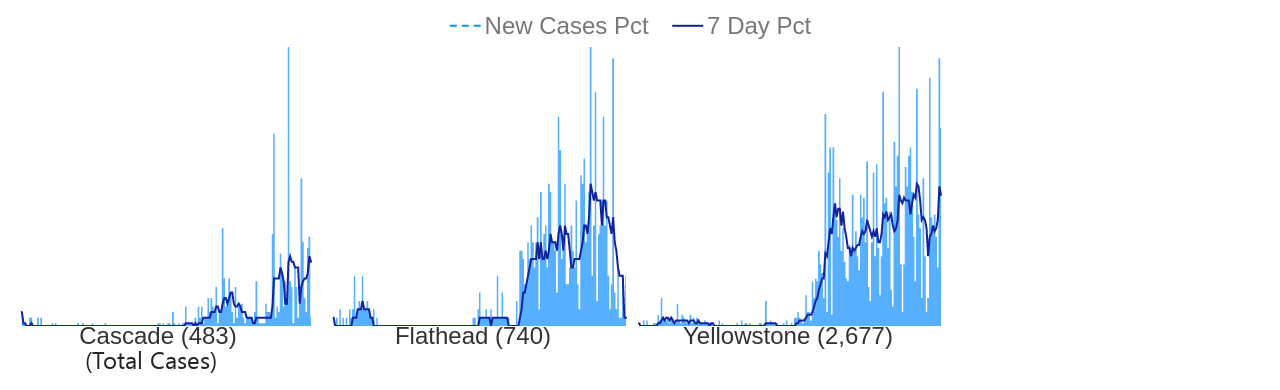 New Cases Pct 7 Day Pct
Cascade (483) Flathead (740) Yellowstone (2,677)
(Total Cases)